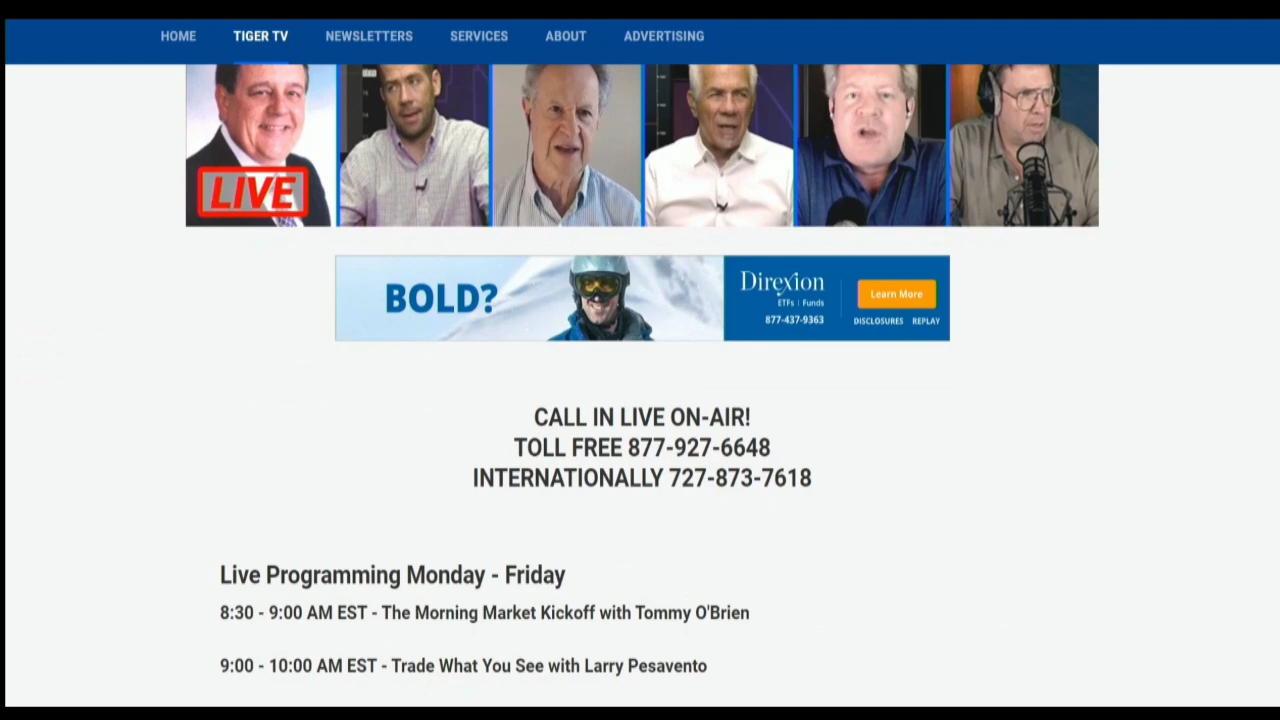 HOME TIGER TV NEWSLETTERS SERVICES ABOUT ADVERTISING
LIVE
BOLD?
Direxion
ETFs | Funds
877-437-9363
Learn More
DISCLOSURES REPLAY
CALL IN LIVE ON-AIR!
TOLL FREE 877-927-6648
INTERNATIONALLY 727-873-7618
Live Programming Monday - Friday
8:30 - 9:00 AM EST - The Morning Market Kickoff with Tommy O'Brien
9:00 - 10:00 AM EST - Trade What You See with Larry Pesavento